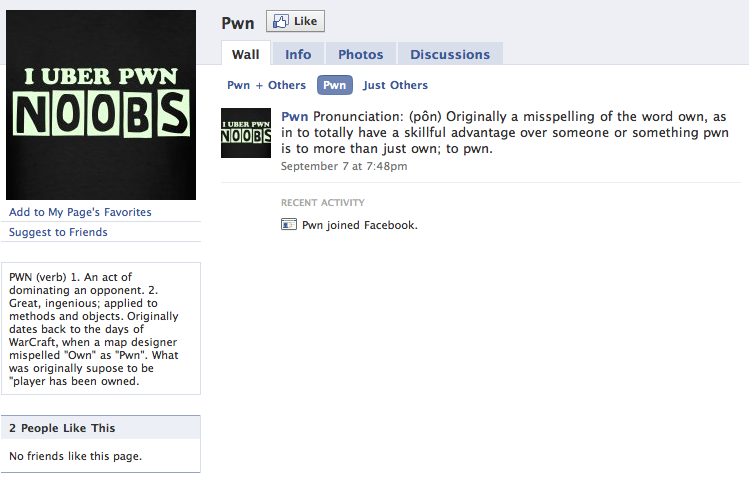 I UBER PWN
NOOBS
Add to My Page's Favorites
Suggest to Friends
PWN (verb) 1. An act of
dominating an opponent. 2.
Great, ingenious; applied to
methods and objects. Originally
dates back to the days of
WarCraft, when a map designer
mispelled "Own" as "Pwn". What
was originally supose to be
"player has been owned.
2 People Like This
No friends like this page.
Pwn Like
Wall Info Photos Discussions
Pwn + Others Pwn Just Others
I UBER PWN
NOOBS
Pwn Pronunciation: (pôn) Originally a misspelling of the word own, as
in to totally have a skillful advantage over someone or something pwn
is to more than just own; to pwn.
September 7 at 7:48pm
RECENT ACTIVITY
Pwn joined Facebook.